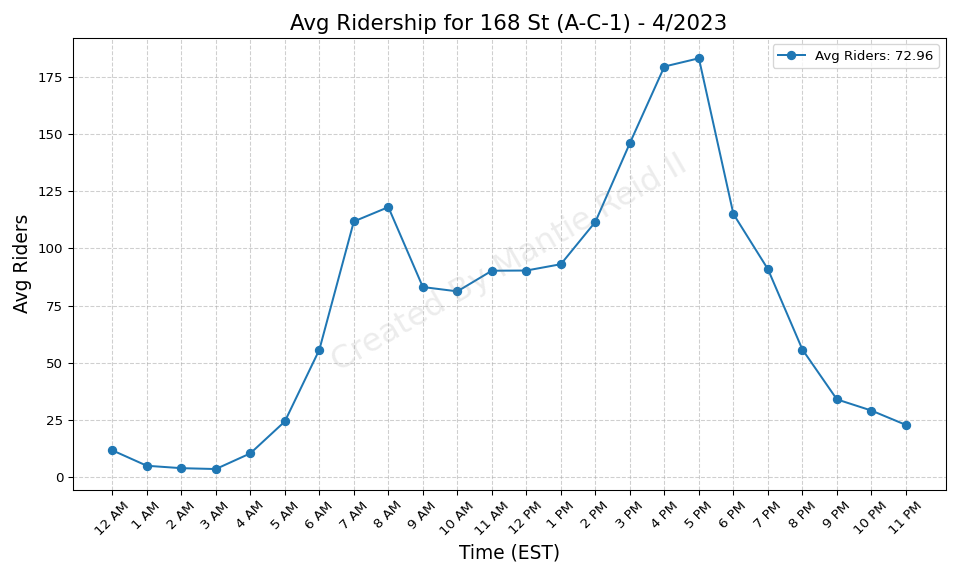 Avg Ridership for 168 St (A-C-1) - 4/2023
Avg Riders: 72.96
175
150
125
100
75
50
25
0
Avg Riders
Created By Mantie Reid II
12 AM
1 AM
2 AM
3 AM
4 AM
5 AM
6 AM
7 AM
8 AM
9 AM
10 AM
11 AM
12 PM
1 PM
2 PM
3 PM
4 PM
5 PM
6 PM
7 PM
8 PM
9 PM
10 PM
11 PM
Time (EST)